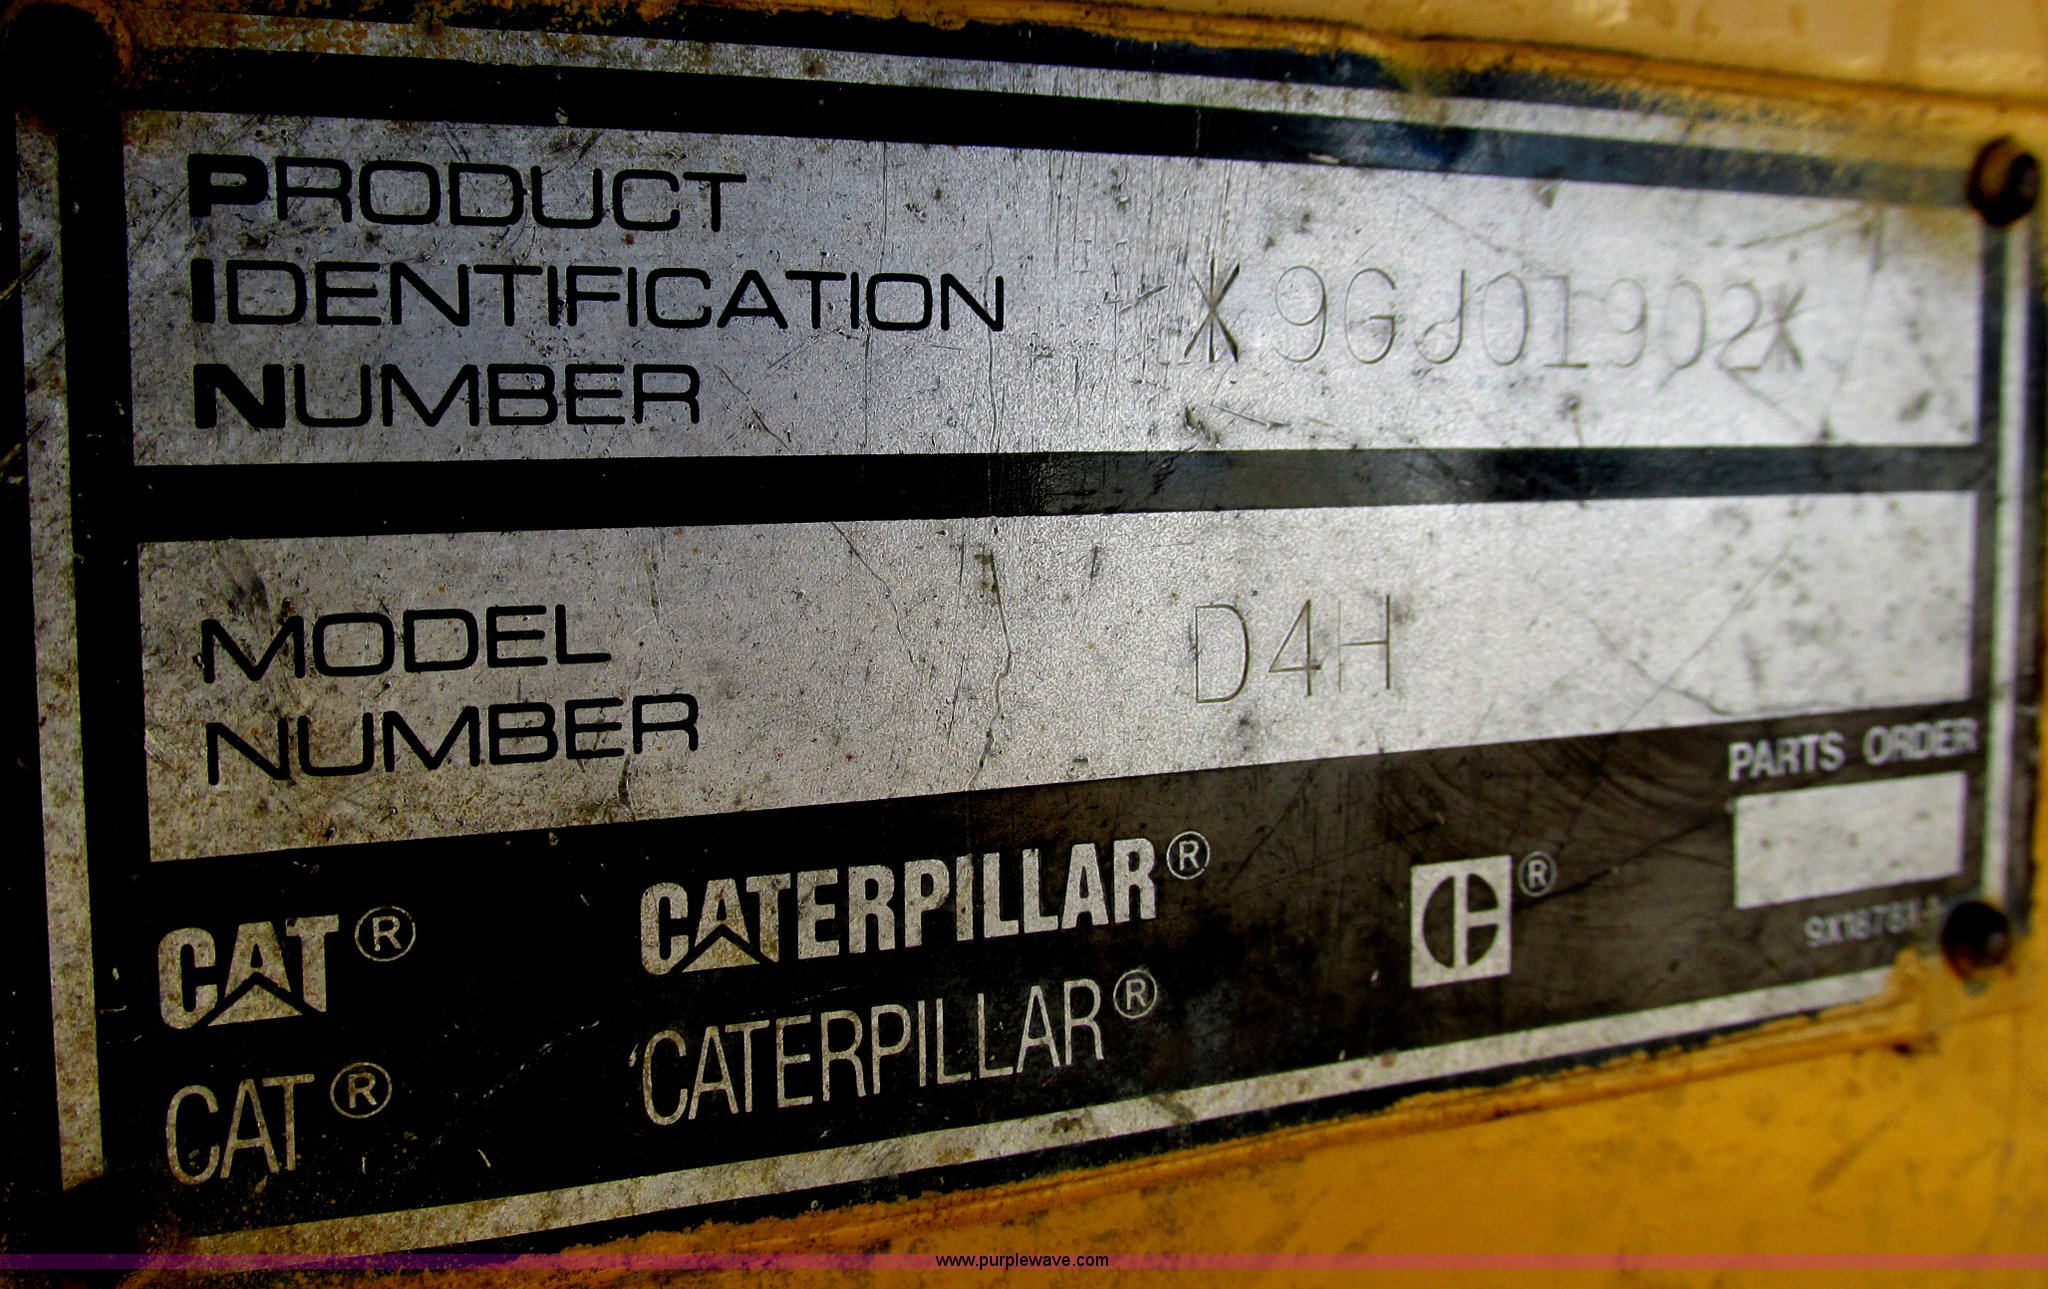 PRODUCT
IDENTIFICATION
NUMBER
*9GJ01902*
MODEL
NUMBER
D4H
PARTS ORDER
CAT®
CATERPILLAR®
®
CAT®
CATERPILLAR®
www.purplewave.com